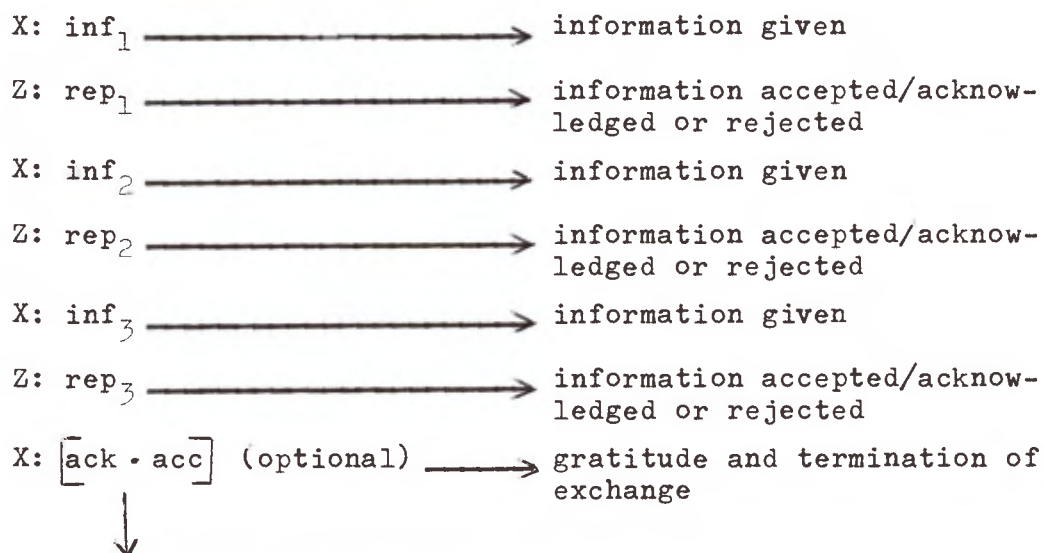 X: inf1 → information given
Z: rep1 → information accepted/acknow-
ledged or rejected
X: inf2 → information given
Z: rep2 → information accepted/acknow-
ledged or rejected
X: inf3 → information given
Z: rep3 → information accepted/acknow-
ledged or rejected
X: [ack · acc] (optional) → gratitude and termination of
exchange